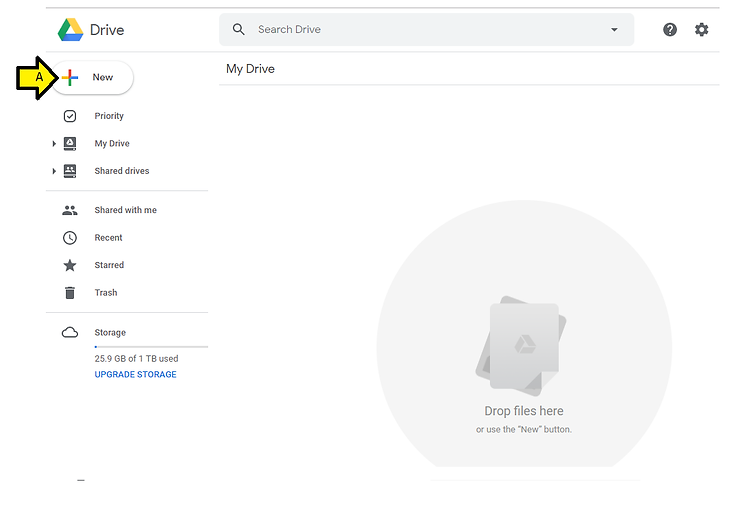 Drive
Search Drive
A
New
My Drive
Priority
My Drive
Shared drives
Shared with me
Recent
Starred
Trash
Storage
25.9 GB of 1 TB used
UPGRADE STORAGE
Drop files here
or use the “New” button.